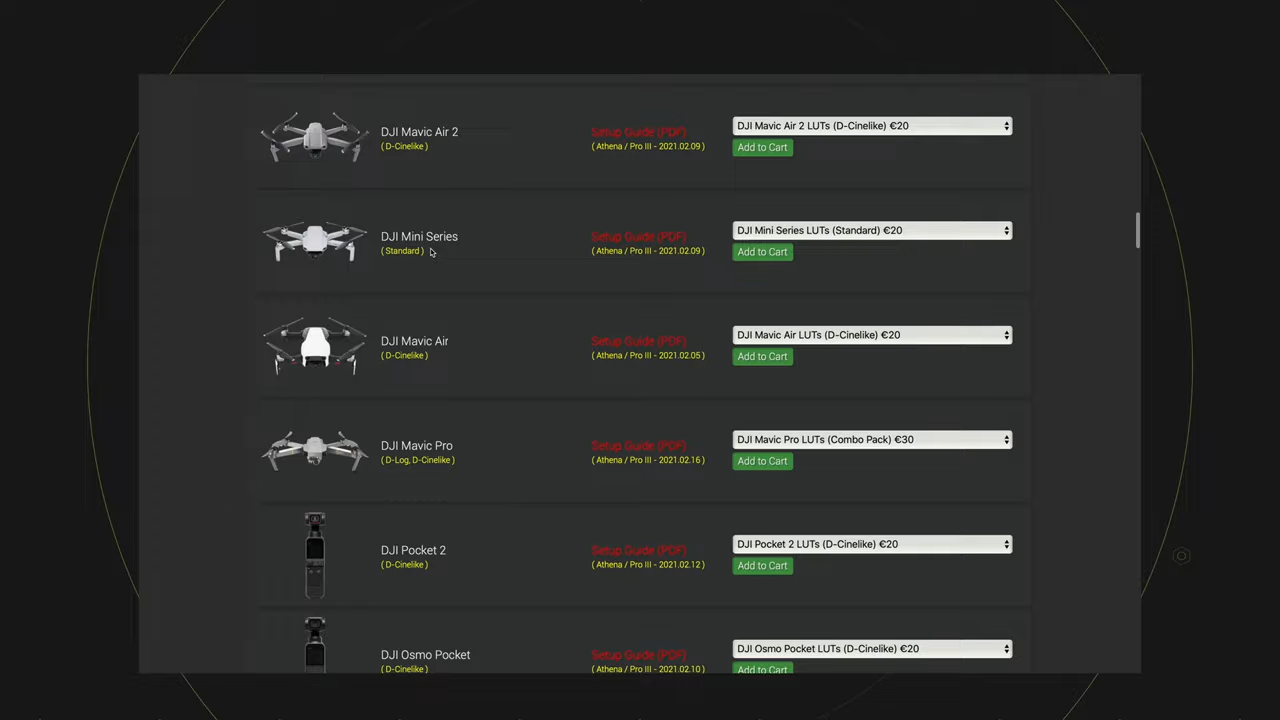 DJI Mavic Air 2
( D-Cinelike )
Setup Guide (PDF)
( Athena / Pro III - 2021.02.09 )
DJI Mavic Air 2 LUTs (D-Cinelike) €20
Add to Cart
DJI Mini Series
( Standard )
Setup Guide (PDF)
( Athena / Pro III - 2021.02.09 )
DJI Mini Series LUTs (Standard) €20
Add to Cart
DJI Mavic Air
( D-Cinelike )
Setup Guide (PDF)
( Athena / Pro III - 2021.02.05 )
DJI Mavic Air LUTs (D-Cinelike) €20
Add to Cart
DJI Mavic Pro
( D-Log, D-Cinelike )
Setup Guide (PDF)
( Athena / Pro III - 2021.02.16 )
DJI Mavic Pro LUTs (Combo Pack) €30
Add to Cart
DJI Pocket 2
( D-Cinelike )
Setup Guide (PDF)
( Athena / Pro III - 2021.02.12 )
DJI Pocket 2 LUTs (D-Cinelike) €20
Add to Cart
DJI Osmo Pocket
( D-Cinelike )
Setup Guide (PDF)
( Athena / Pro III - 2021.02.10 )
DJI Osmo Pocket LUTs (D-Cinelike) €20
Add to Cart